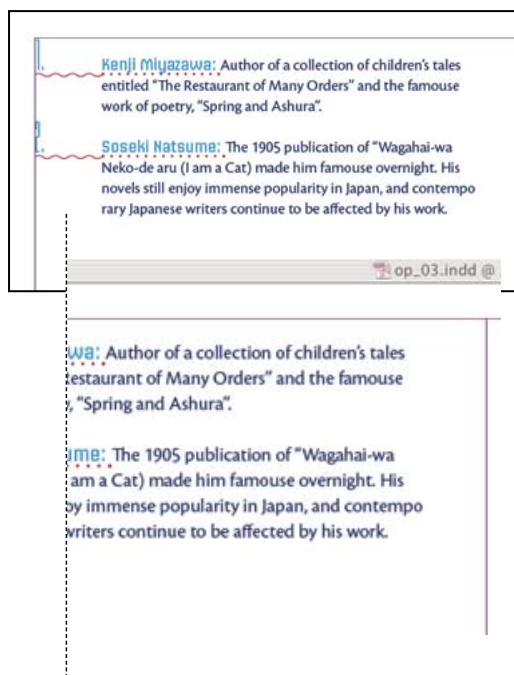 1. Kenji Miyazawa: Author of a collection of children's tales
entitled "The Restaurant of Many Orders" and the famouse
work of poetry, "Spring and Ashura".
2. Soseki Natsume: The 1905 publication of "Wagahai-wa
Neko-de aru (I am a Cat) made him famouse overnight. His
novels still enjoy immense popularity in Japan, and contempo
rary Japanese writers continue to be affected by his work.
op_03.indd @
wa: Author of a collection of children's tales
estaurant of Many Orders" and the famouse
, "Spring and Ashura".
me: The 1905 publication of "Wagahai-wa
am a Cat) made him famouse overnight. His
by immense popularity in Japan, and contempo
writers continue to be affected by his work.